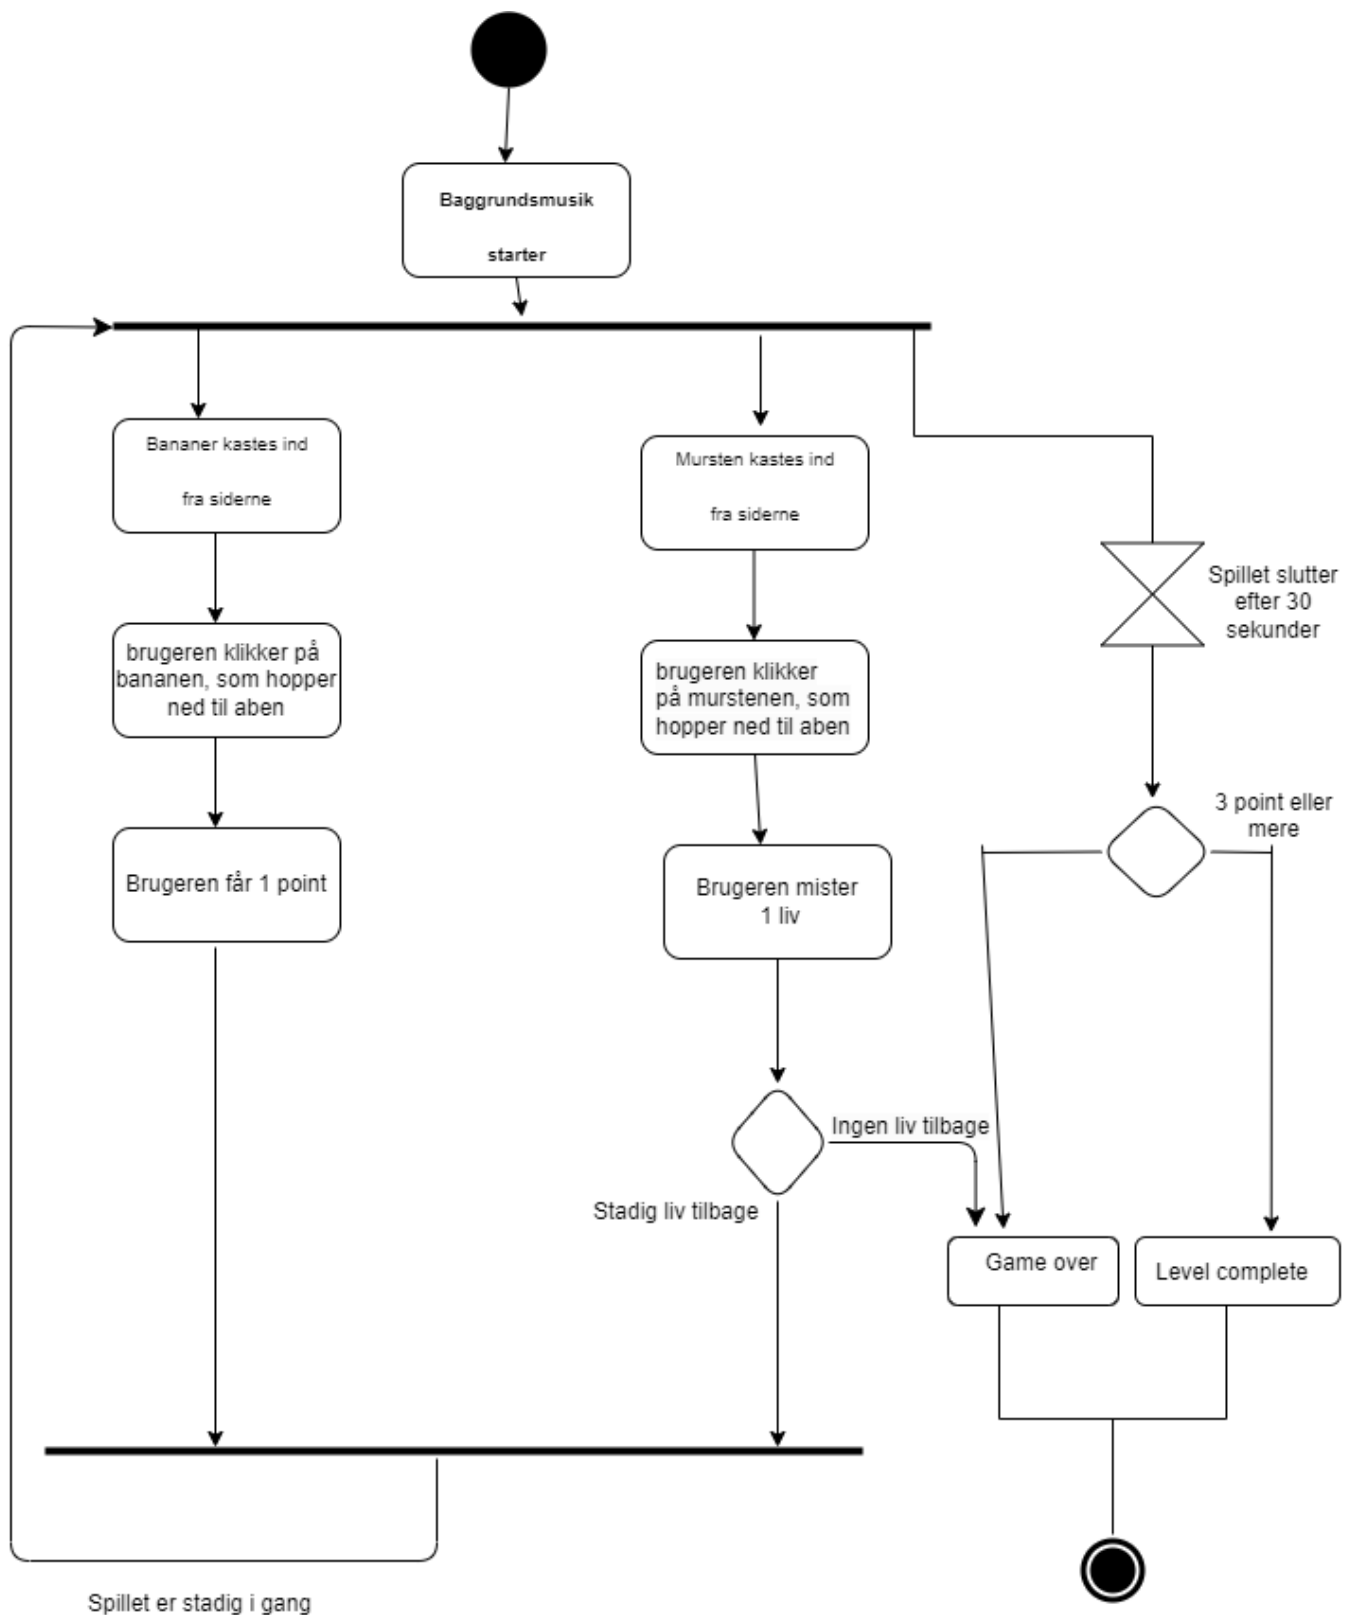 Baggrundsmusik
starter
Bananer kastes ind
fra siderne
Mursten kastes ind
fra siderne
Spillet slutter
efter 30
sekunder
brugeren klikker på
bananen, som hopper
ned til aben
brugeren klikker
på murstenen, som
hopper ned til aben
3 point eller
mere
Brugeren får 1 point
Brugeren mister
1 liv
Ingen liv tilbage
Stadig liv tilbage
Game over
Level complete
Spillet er stadig i gang